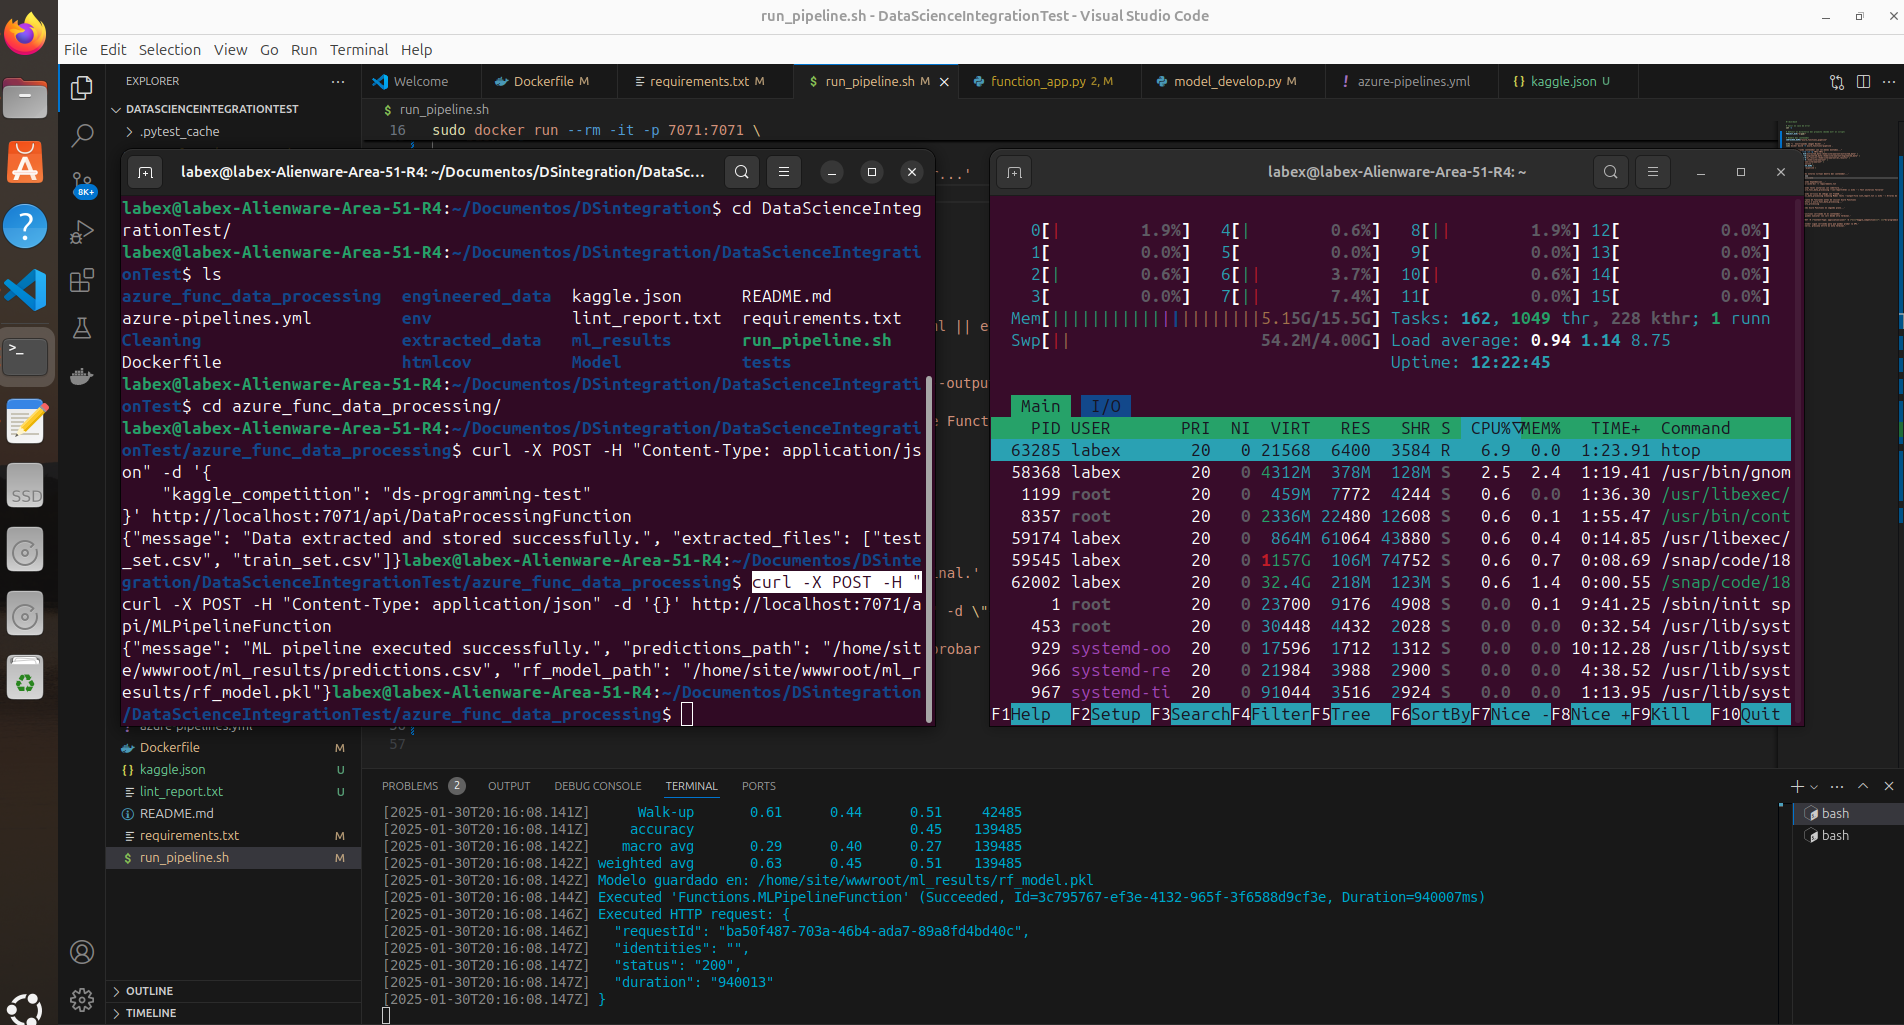 run_pipeline.sh - DataScienceIntegrationTest - Visual Studio Code
File Edit Selection View Go Run Terminal Help
EXPLORER
DATASCIENCEINTEGRATIONTEST
.pytest_cache
Welcome
Dockerfile M
requirements.txt M
run_pipeline.sh M
function_app.py 2, M
model_develop.py M
! azure-pipelines.yml
{} kaggle.json U
$ run_pipeline.sh
16 sudo docker run --rm -it -p 7071:7071 \
labex@labex-Alienware-Area-51-R4: ~/Documentos/DSintegration/DataSc...
labex@labex-Alienware-Area-51-R4:~/Documentos/DSintegration$ cd DataScienceInteg
rationTest/
labex@labex-Alienware-Area-51-R4:~/Documentos/DSintegration/DataScienceIntegrati
onTest$ ls
azure_func_data_processing engineered_data kaggle.json README.md
azure-pipelines.yml env lint_report.txt requirements.txt
Cleaning extracted_data ml_results run_pipeline.sh
Dockerfile htmlcov Model tests
labex@labex-Alienware-Area-51-R4:~/Documentos/DSintegration/DataScienceIntegrati
onTest$ cd azure_func_data_processing/
labex@labex-Alienware-Area-51-R4:~/Documentos/DSintegration/DataScienceIntegrati
onTest/azure_func_data_processing$ curl -X POST -H "Content-Type: application/js
on" -d '{
"kaggle_competition": "ds-programming-test"
}' http://localhost:7071/api/DataProcessingFunction
{"message": "Data extracted and stored successfully.", "extracted_files": ["test
_set.csv", "train_set.csv"]}labex@labex-Alienware-Area-51-R4:~/Documentos/DSinte
gration/DataScienceIntegrationTest/azure_func_data_processing$ curl -X POST -H "
curl -X POST -H "Content-Type: application/json" -d '{}' http://localhost:7071/a
pi/MLPipelineFunction
{"message": "ML pipeline executed successfully.", "predictions_path": "/home/sit
e/wwwroot/ml_results/predictions.csv", "rf_model_path": "/home/site/wwwroot/ml_r
esults/rf_model.pkl"}labex@labex-Alienware-Area-51-R4:~/Documentos/DSintegration
/DataScienceIntegrationTest/azure_func_data_processing$
r...'
l || e
-outpu
e Funct
nal.'
-d \"
probar
57
labex@labex-Alienware-Area-51-R4: ~
0[| 1.9%] 4[| 0.6%] 8[|| 1.9%] 12[ 0.0%]
1[ 0.0%] 5[ 0.0%] 9[ 0.0%] 13[ 0.0%]
2[| 0.6%] 6[|| 3.7%] 10[| 0.6%] 14[ 0.0%]
3[ 0.0%] 7[|| 7.4%] 11[ 0.0%] 15[ 0.0%]
Mem[|||||||||||||||||||||5.15G/15.5G] Tasks: 162, 1049 thr, 228 kthr; 1 runn
Swp[|| 54.2M/4.00G] Load average: 0.94 1.14 8.75
Uptime: 12:22:45
Main I/O
PID USER PRI NI VIRT RES SHR S CPU%▽MEM% TIME+ Command
63285 labex 20 0 21568 6400 3584 R 6.9 0.0 1:23.91 htop
58368 labex 20 0 4312M 378M 128M S 2.5 2.4 1:19.41 /usr/bin/gnom
1199 root 20 0 459M 7772 4244 S 0.6 0.0 1:36.30 /usr/libexec/
8357 root 20 0 2336M 22480 12608 S 0.6 0.1 1:55.47 /usr/bin/cont
59174 labex 20 0 864M 61064 43880 S 0.6 0.4 0:14.85 /usr/libexec/
59545 labex 20 0 1157G 106M 74752 S 0.6 0.7 0:08.69 /snap/code/18
62002 labex 20 0 32.4G 218M 123M S 0.6 1.4 0:00.55 /snap/code/18
1 root 20 0 23700 9176 4908 S 0.0 0.1 9:41.25 /sbin/init sp
453 root 20 0 30448 4432 2028 S 0.0 0.0 0:32.54 /usr/lib/syst
929 systemd-oo 20 0 17596 1712 1312 S 0.0 0.0 10:12.28 /usr/lib/syst
966 systemd-re 20 0 21984 3988 2900 S 0.0 0.0 4:38.52 /usr/lib/syst
967 systemd-ti 20 0 91044 3516 2924 S 0.0 0.0 1:13.95 /usr/lib/syst
F1Help F2Setup F3SearchF4FilterF5Tree F6SortByF7Nice -F8Nice +F9Kill F10Quit
8K+
>_
SSD
azure-pipelines.yml
Dockerfile M
{} kaggle.json U
lint_report.txt U
README.md
requirements.txt M
$ run_pipeline.sh M
OUTLINE
TIMELINE
PROBLEMS 2 OUTPUT DEBUG CONSOLE TERMINAL PORTS
[2025-01-30T20:16:08.141Z] Walk-up 0.61 0.44 0.51 42485
[2025-01-30T20:16:08.141Z] accuracy 0.45 139485
[2025-01-30T20:16:08.142Z] macro avg 0.29 0.40 0.27 139485
[2025-01-30T20:16:08.142Z] weighted avg 0.63 0.45 0.51 139485
[2025-01-30T20:16:08.142Z] Modelo guardado en: /home/site/wwwroot/ml_results/rf_model.pkl
[2025-01-30T20:16:08.144Z] Executed 'Functions.MLPipelineFunction' (Succeeded, Id=3c795767-ef3e-4132-965f-3f6588d9cf3e, Duration=940007ms)
[2025-01-30T20:16:08.146Z] Executed HTTP request: {
[2025-01-30T20:16:08.146Z] "requestId": "ba50f487-703a-46b4-ada7-89a8fd4bd40c",
[2025-01-30T20:16:08.147Z] "identities": "",
[2025-01-30T20:16:08.147Z] "status": "200",
[2025-01-30T20:16:08.147Z] "duration": "940013"
[2025-01-30T20:16:08.147Z] }
bash
bash